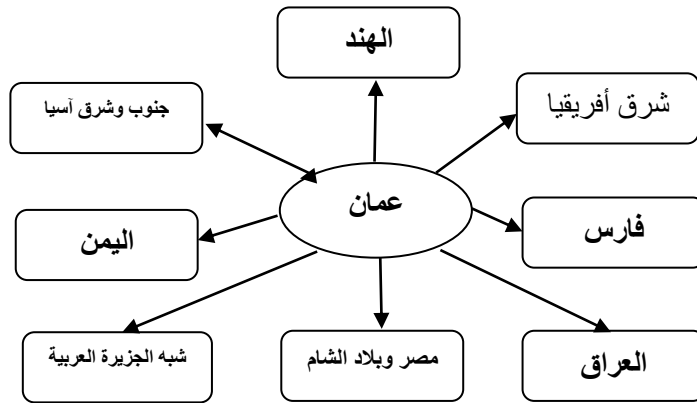 الهند
شرق أفريقيا
جنوب وشرق آسيا
عمان
فارس
اليمن
العراق
مصر وبلاد الشام
شبه الجزيرة العربية